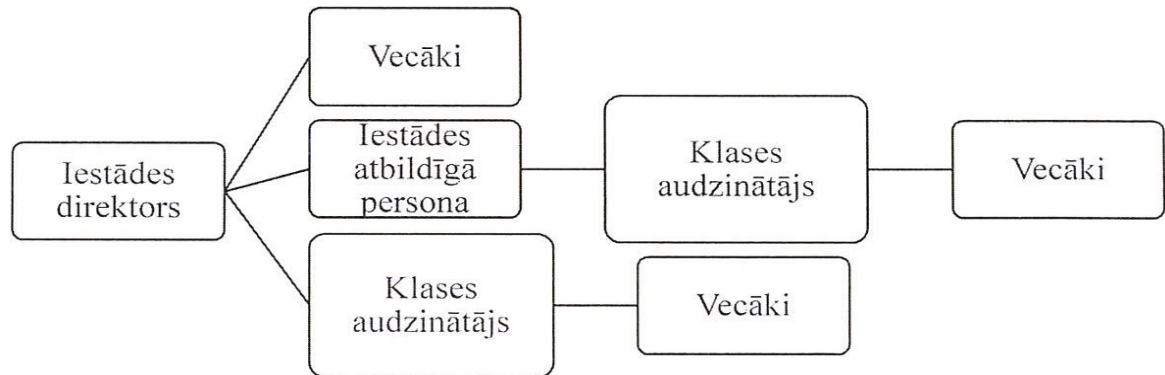 Vecāki
Iestādes
atbildīgā
persona
Klases
audzinātājs
Vecāki
Iestādes
direktors
Klases
audzinātājs
Vecāki